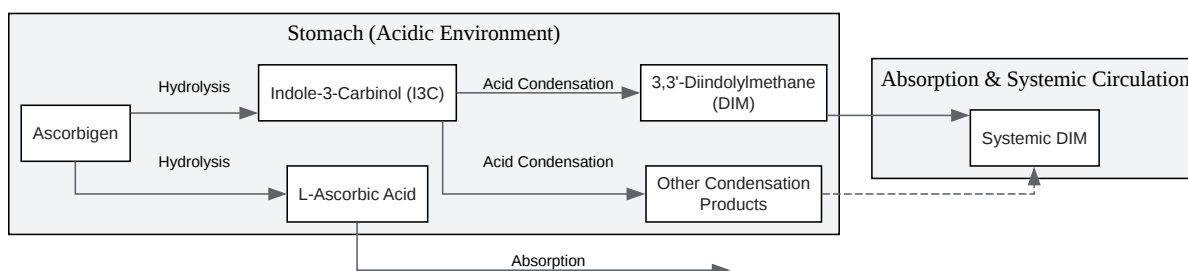 Stomach (Acidic Environment)
Hydrolysis
Indole-3-Carbinol (I3C)
Acid Condensation
3,3'-Diindolylmethane
(DIM)
Absorption & Systemic Circulation
Ascorbigen
Systemic DIM
Hydrolysis
L-Ascorbic Acid
Acid Condensation
Other Condensation
Products
Absorption